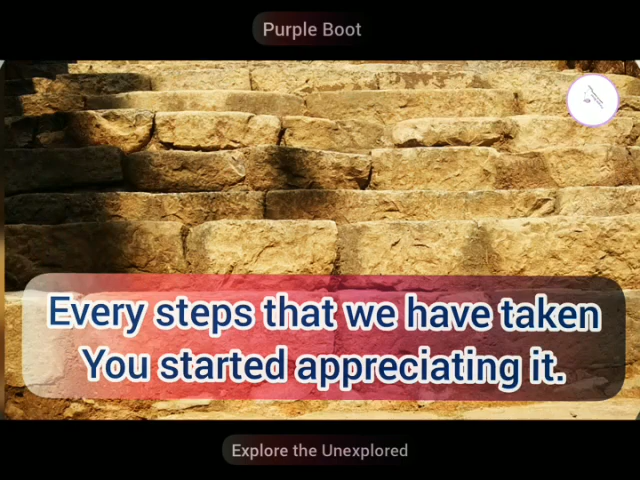 Purple Boot
Every steps that we have taken
You started appreciating it.
Explore the Unexplored